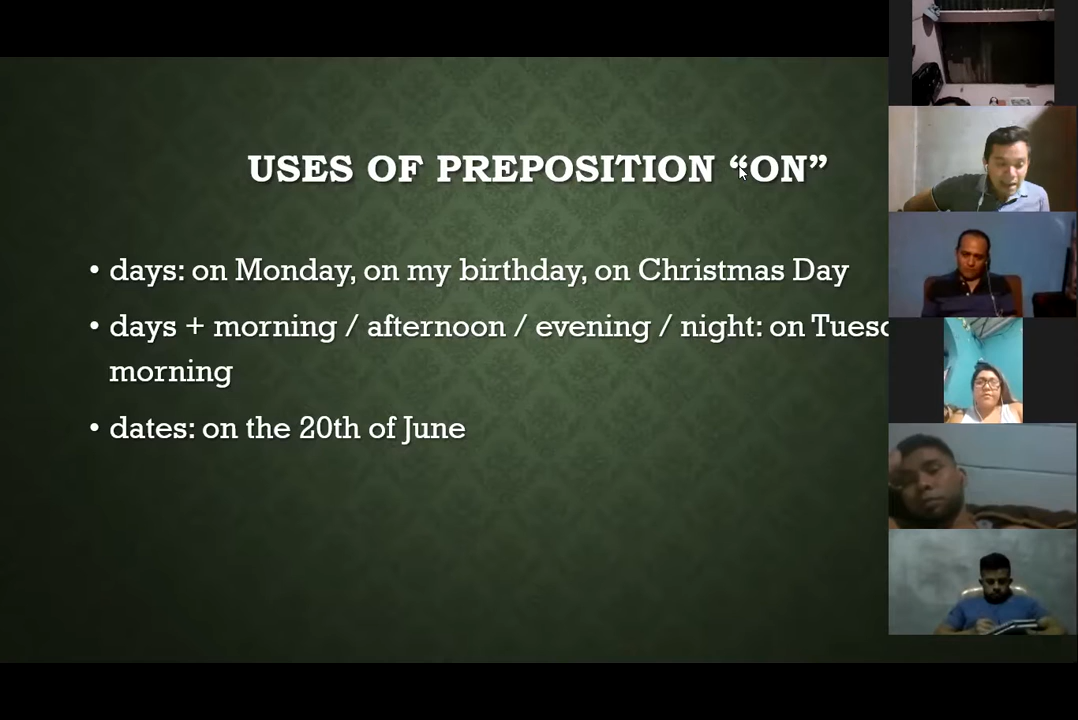 USES OF PREPOSITION “ON”
• days: on Monday, on my birthday, on Christmas Day
• days + morning / afternoon / evening / night: on
morning
• dates: on the 20th of June